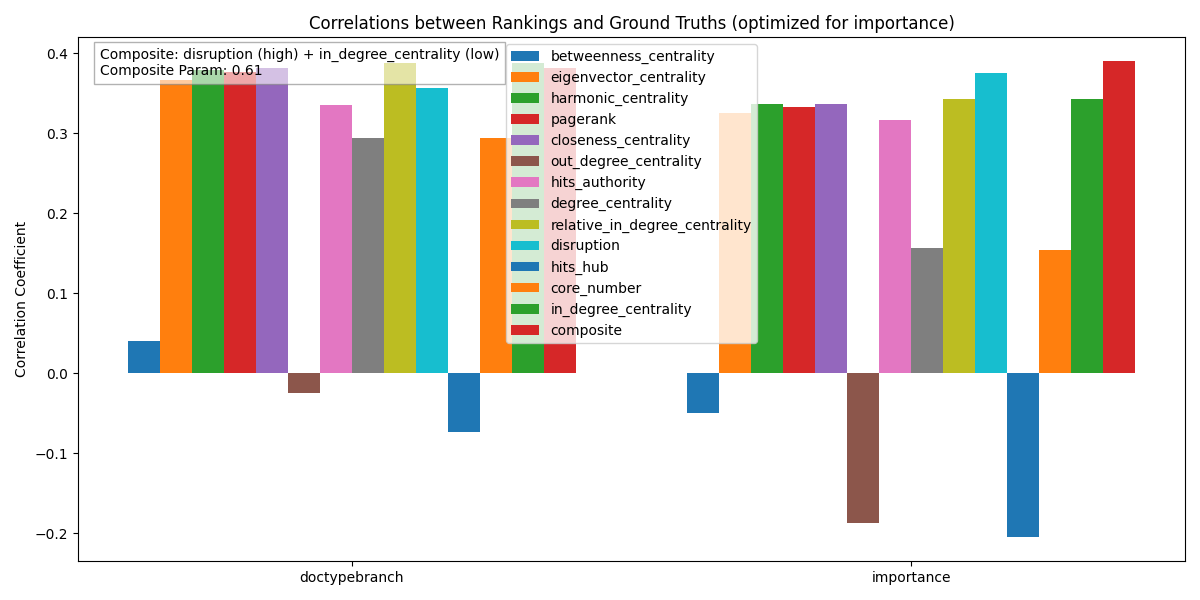 Correlations between Rankings and Ground Truths (optimized for importance)
Composite: disruption (high) + in_degree_centrality (low)
Composite Param: 0.61
betweenness_centrality
eigenvector_centrality
harmonic_centrality
pagerank
closeness_centrality
out_degree_centrality
hits_authority
degree_centrality
relative_in_degree_centrality
disruption
hits_hub
core_number
in_degree_centrality
composite
Correlation Coefficient
0.4
0.3
0.2
0.1
0.0
−0.1
−0.2
doctypebranch
importance